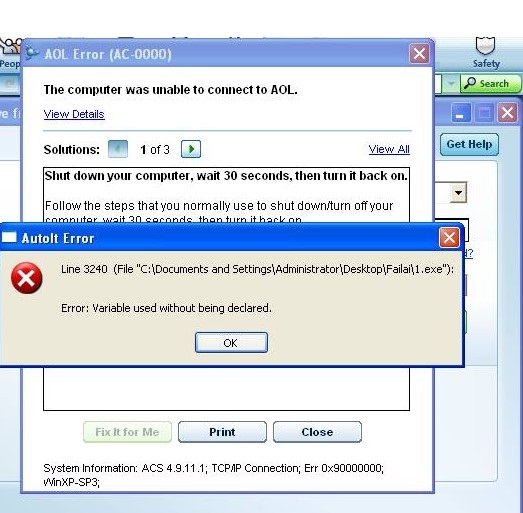 AOL Error (AC-0000)
Safety
Search
The computer was unable to connect to AOL.
View Details
Get Help
Solutions: 1 of 3 View All
Shut down your computer, wait 30 seconds, then turn it back on.
Follow the steps that you normally use to shut down/turn off your
computer, wait 30 seconds, then turn it back on.
AutoIt Error
Line 3240 (File "C:\Documents and Settings\Administrator\Desktop\Failai\1.exe"):
Error: Variable used without being declared.
OK
Fix It for Me Print Close
System Information: ACS 4.9.11.1; TCP/IP Connection; Err 0x90000000;
WinXP-SP3;